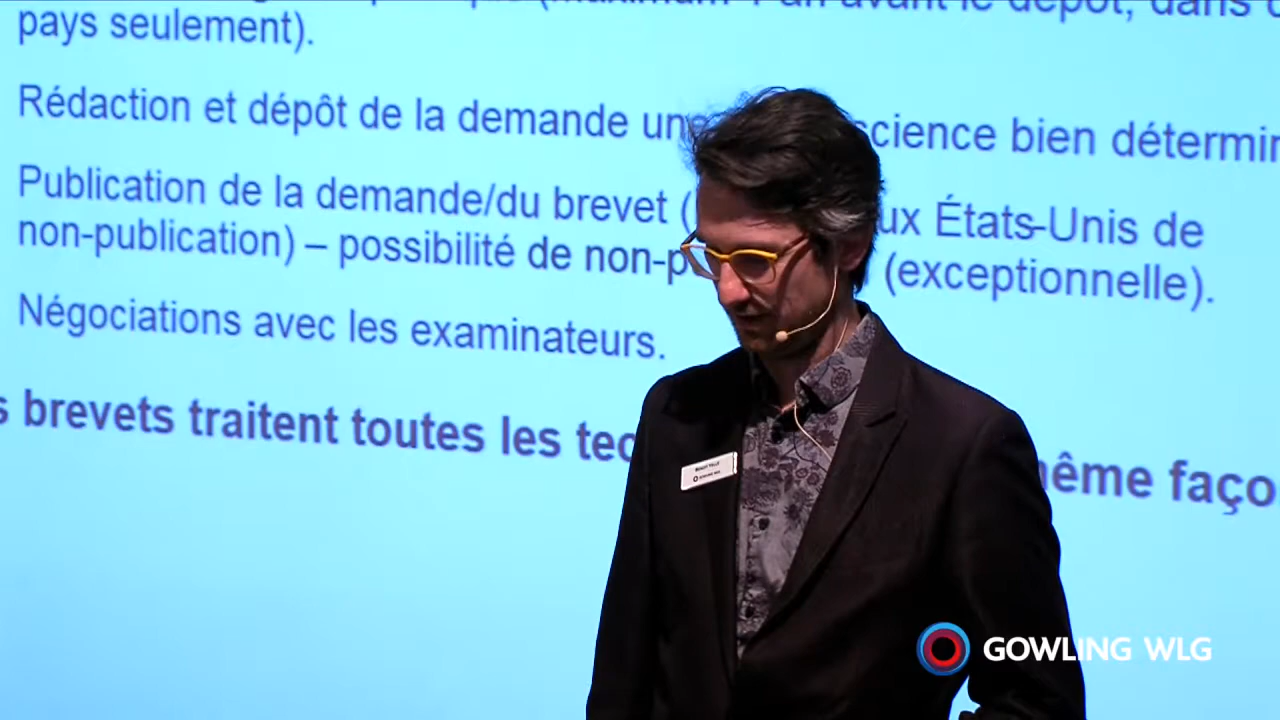 pays seulement).
Rédaction et dépôt de la demande un science bien détermin
Publication de la demande/du brevet ( ux États-Unis de
non-publication) – possibilité de non-p (exceptionnelle).
Négociations avec les examinateurs.
s brevets traitent toutes les tec ême faço
GOWLING WLG